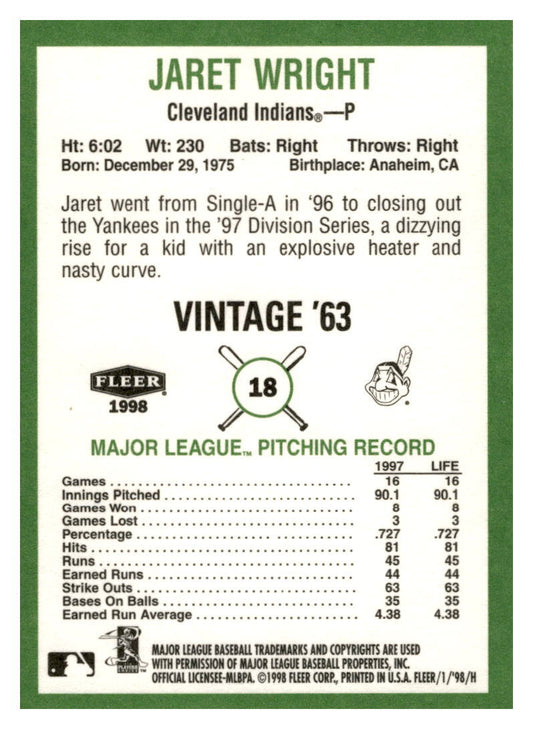 JARET WRIGHT
Cleveland Indians®—P
Ht: 6:02 Wt: 230 Bats: Right Throws: Right
Born: December 29, 1975 Birthplace: Anaheim, CA
Jaret went from Single-A in ‘96 to closing out
the Yankees in the '97 Division Series, a dizzying
rise for a kid with an explosive heater and
nasty curve.
VINTAGE '63
FLEER
1998
18
MAJOR LEAGUE™ PITCHING RECORD
1997 LIFE
Games 16 16
Innings Pitched 90.1 90.1
Games Won 8 8
Games Lost 3 3
Percentage .727 .727
Hits 81 81
Runs 45 45
Earned Runs 44 44
Strike Outs 63 63
Bases On Balls 35 35
Earned Run Average 4.38 4.38
MAJOR LEAGUE BASEBALL TRADEMARKS AND COPYRIGHTS ARE USED
WITH PERMISSION OF MAJOR LEAGUE BASEBALL PROPERTIES, INC.
OFFICIAL LICENSEE-MLBPA. ©1998 FLEER CORP., PRINTED IN U.S.A. FLEER/1/'98/H